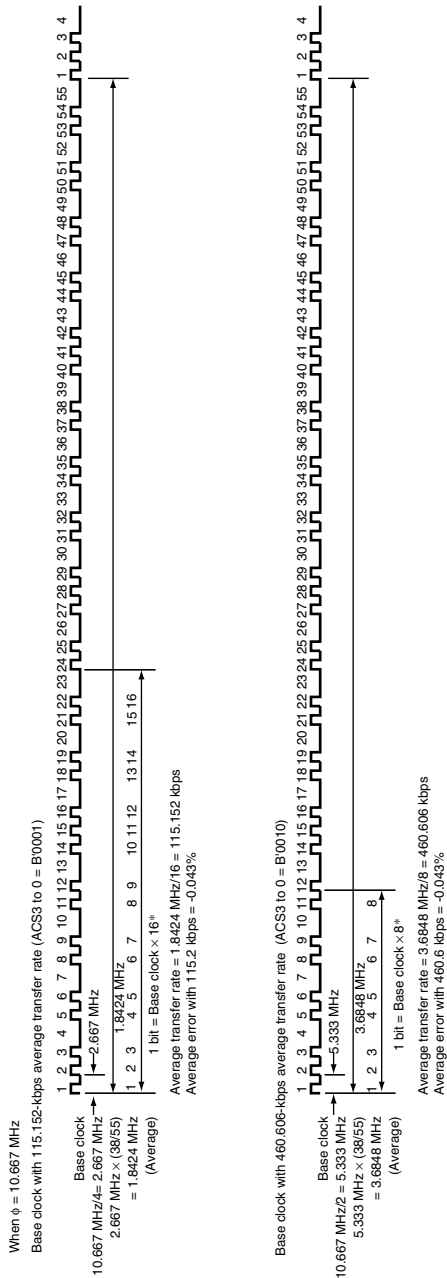 When φ = 10.667 MHz
Base clock with 115.152-kbps average transfer rate (ACS3 to 0 = B'0001)
1 2 3 4 5 6 7 8 9 10 11 12 13 14 15 16 17 18 19 20 21 22 23 24 25 26 27 28 29 30 31 32 33 34 35 36 37 38 39 40 41 42 43 44 45 46 47 48 49 50 51 52 53 54 55 1 2 3 4
Base clock
10.667 MHz/4= 2.667 MHz
2.667 MHz
2.667 MHz × (38/55)
1.8424 MHz
= 1.8424 MHz
1 2 3 4 5 6 7 8 9 10 11 12 13 14 15 16
(Average)
1 bit = Base clock × 16*
Average transfer rate = 1.8424 MHz/16 = 115.152 kbps
Average error with 115.2 kbps = -0.043%
Base clock with 460.606-kbps average transfer rate (ACS3 to 0 = B'0010)
1 2 3 4 5 6 7 8 9 10 11 12 13 14 15 16 17 18 19 20 21 22 23 24 25 26 27 28 29 30 31 32 33 34 35 36 37 38 39 40 41 42 43 44 45 46 47 48 49 50 51 52 53 54 55 1 2 3 4
Base clock
10.667 MHz/2 = 5.333 MHz
5.333 MHz
5.333 MHz × (38/55)
3.6848 MHz
= 3.6848 MHz
1 2 3 4 5 6 7 8
(Average)
1 bit = Base clock × 8*
Average transfer rate = 3.6848 MHz/8 = 460.606 kbps
Average error with 460.6 kbps = -0.043%